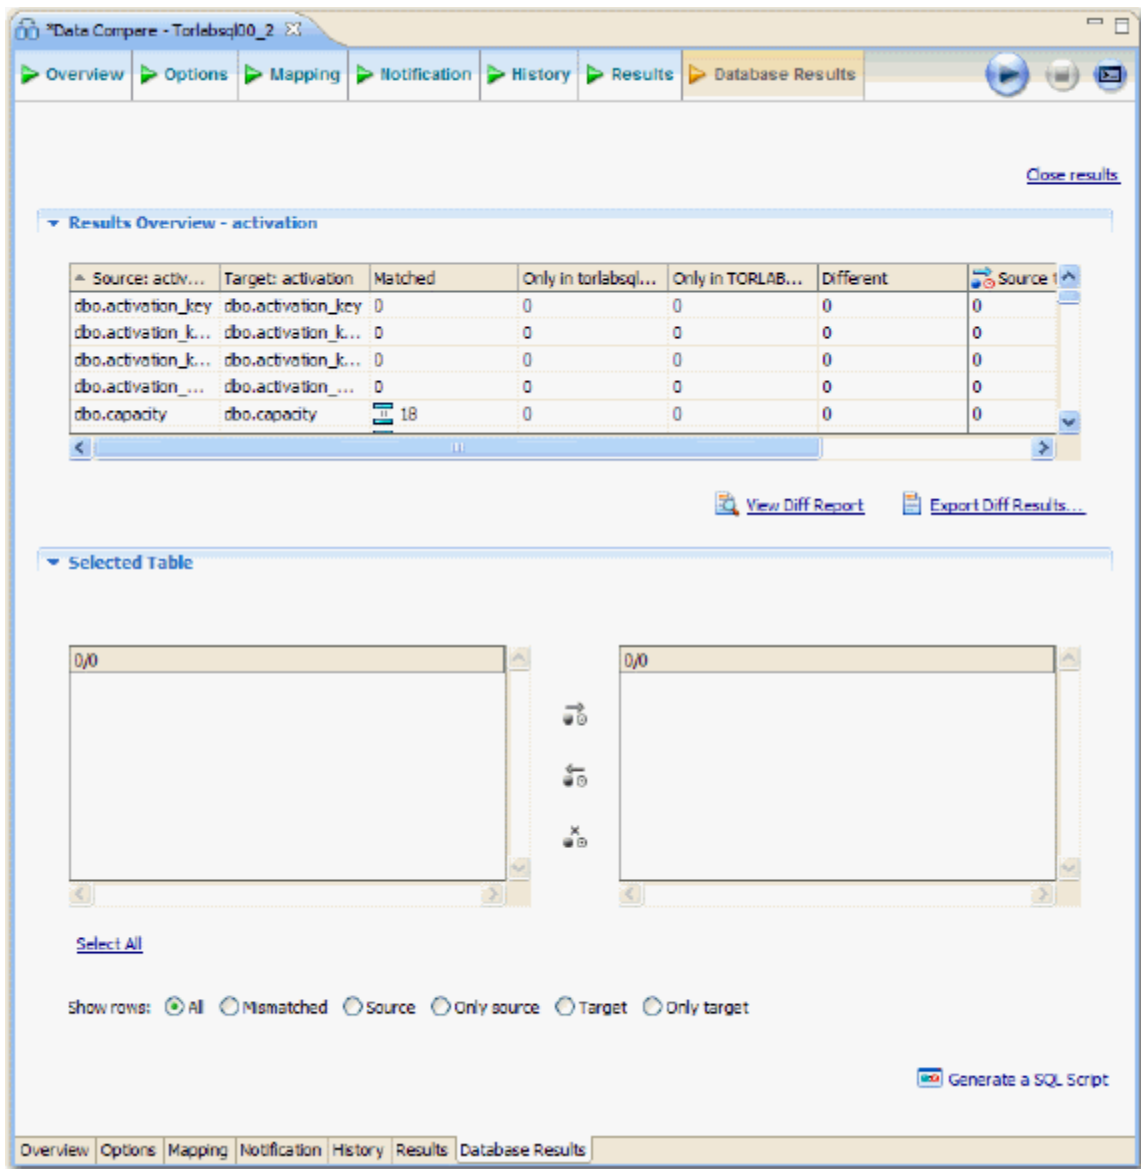 *Data Compare - Torlabsql00_2
Overview Options Mapping Notification History Results Database Results
Close results
Results Overview - activation
Source: activ... Target: activation Matched Only in torlabsql... Only in TORLAB... Different Source t
dbo.activation_key dbo.activation_key 0 0 0 0 0
dbo.activation_k... dbo.activation_k... 0 0 0 0 0
dbo.activation_k... dbo.activation_k... 0 0 0 0 0
dbo.activation_... dbo.activation_... 0 0 0 0 0
dbo.capacity dbo.capacity 18 0 0 0 0
View Diff Report Export Diff Results...
Selected Table
0/0 0/0
Select All
Show rows: All Mismatched Source Only source Target Only target
Generate a SQL Script
Overview Options Mapping Notification History Results Database Results